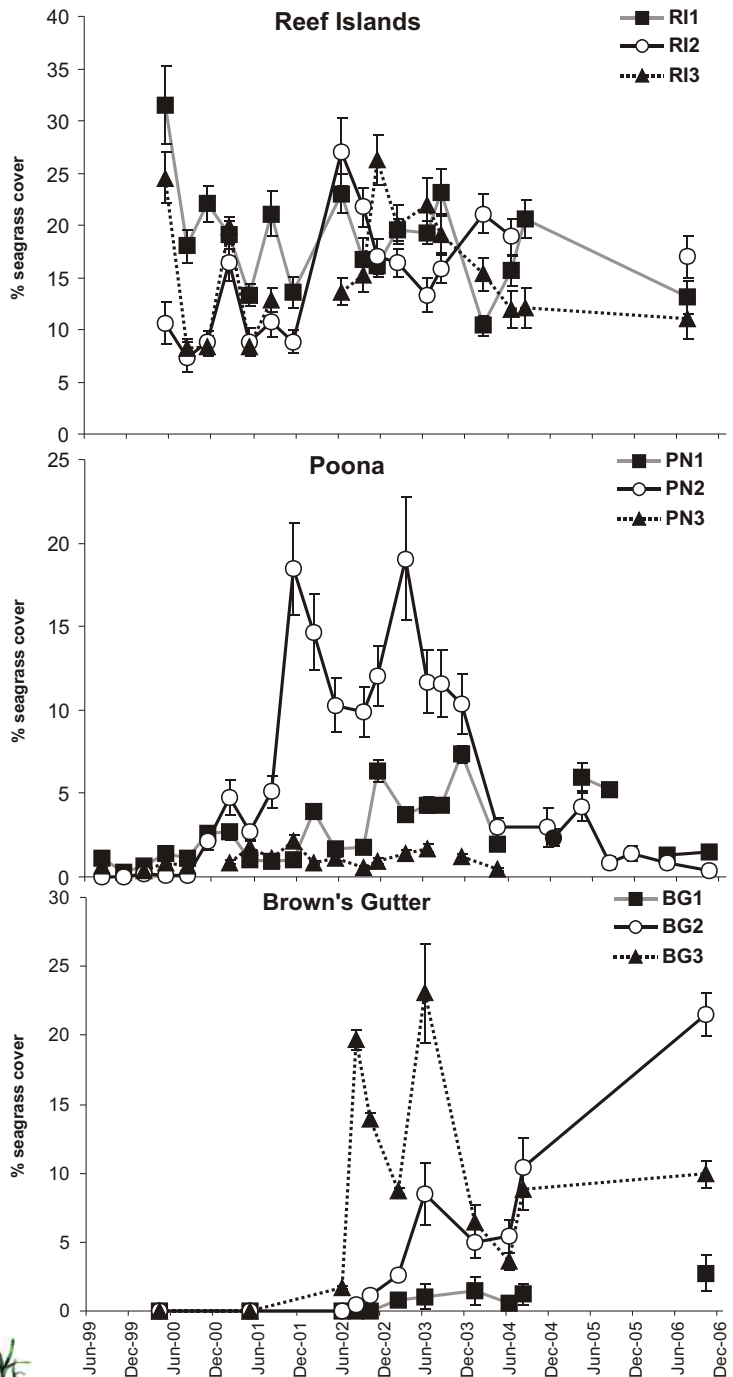 Reef Islands
RI1
RI2
RI3
% seagrass cover
40
35
30
25
20
15
10
5
0
Poona
PN1
PN2
PN3
% seagrass cover
25
20
15
10
5
0
Brown's Gutter
BG1
BG2
BG3
% seagrass cover
30
25
20
15
10
5
0
Jun-99
Dec-99
Jun-00
Dec-00
Jun-01
Dec-01
Jun-02
Dec-02
Jun-03
Dec-03
Jun-04
Dec-04
Jun-05
Dec-05
Jun-06
Dec-06